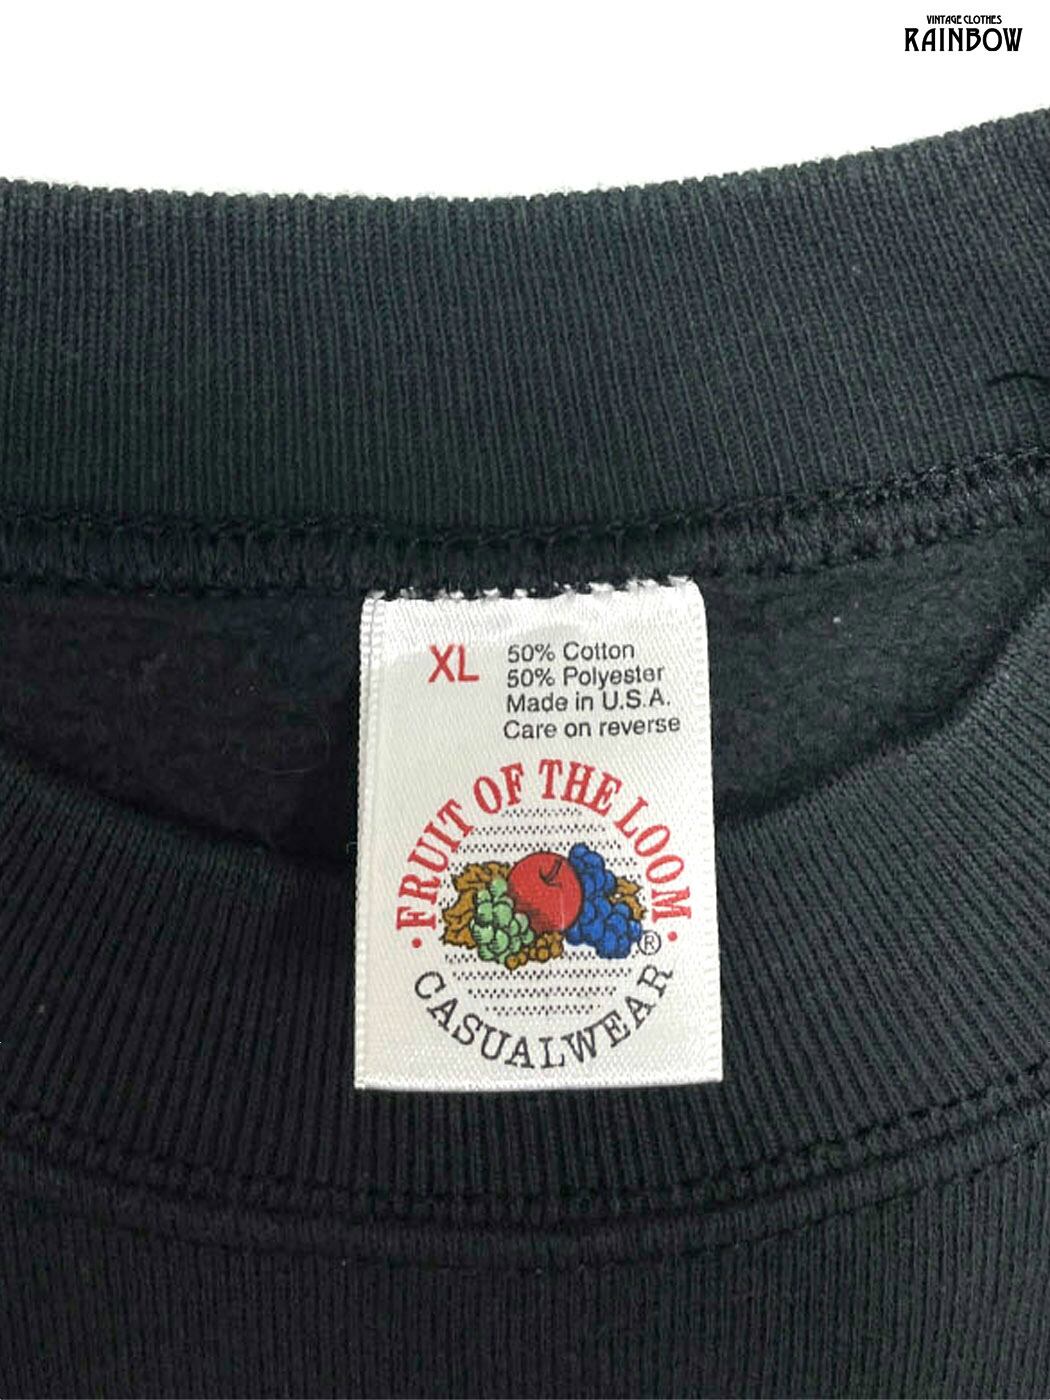 VINTAGE CLOTHES
RAINBOW
XL
50% Cotton
50% Polyester
Made in U.S.A.
Care on reverse
· FRUIT OF THE LOOM ·
®
CASUALWEAR